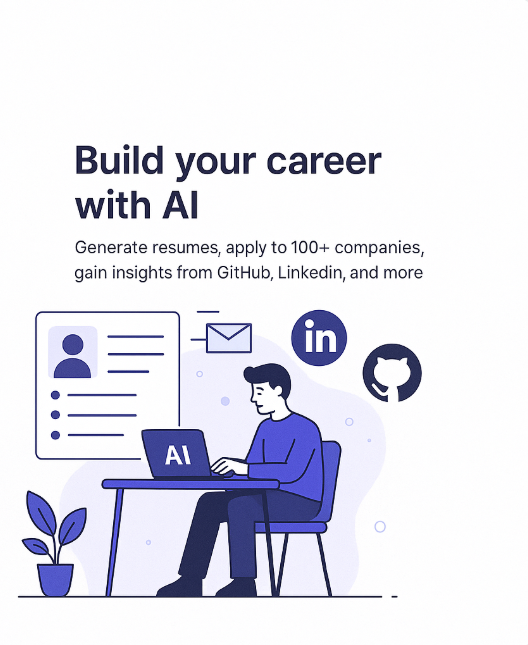 Build your career
with AI
Generate resumes, apply to 100+ companies,
gain insights from GitHub, Linkedin, and more
in
AI